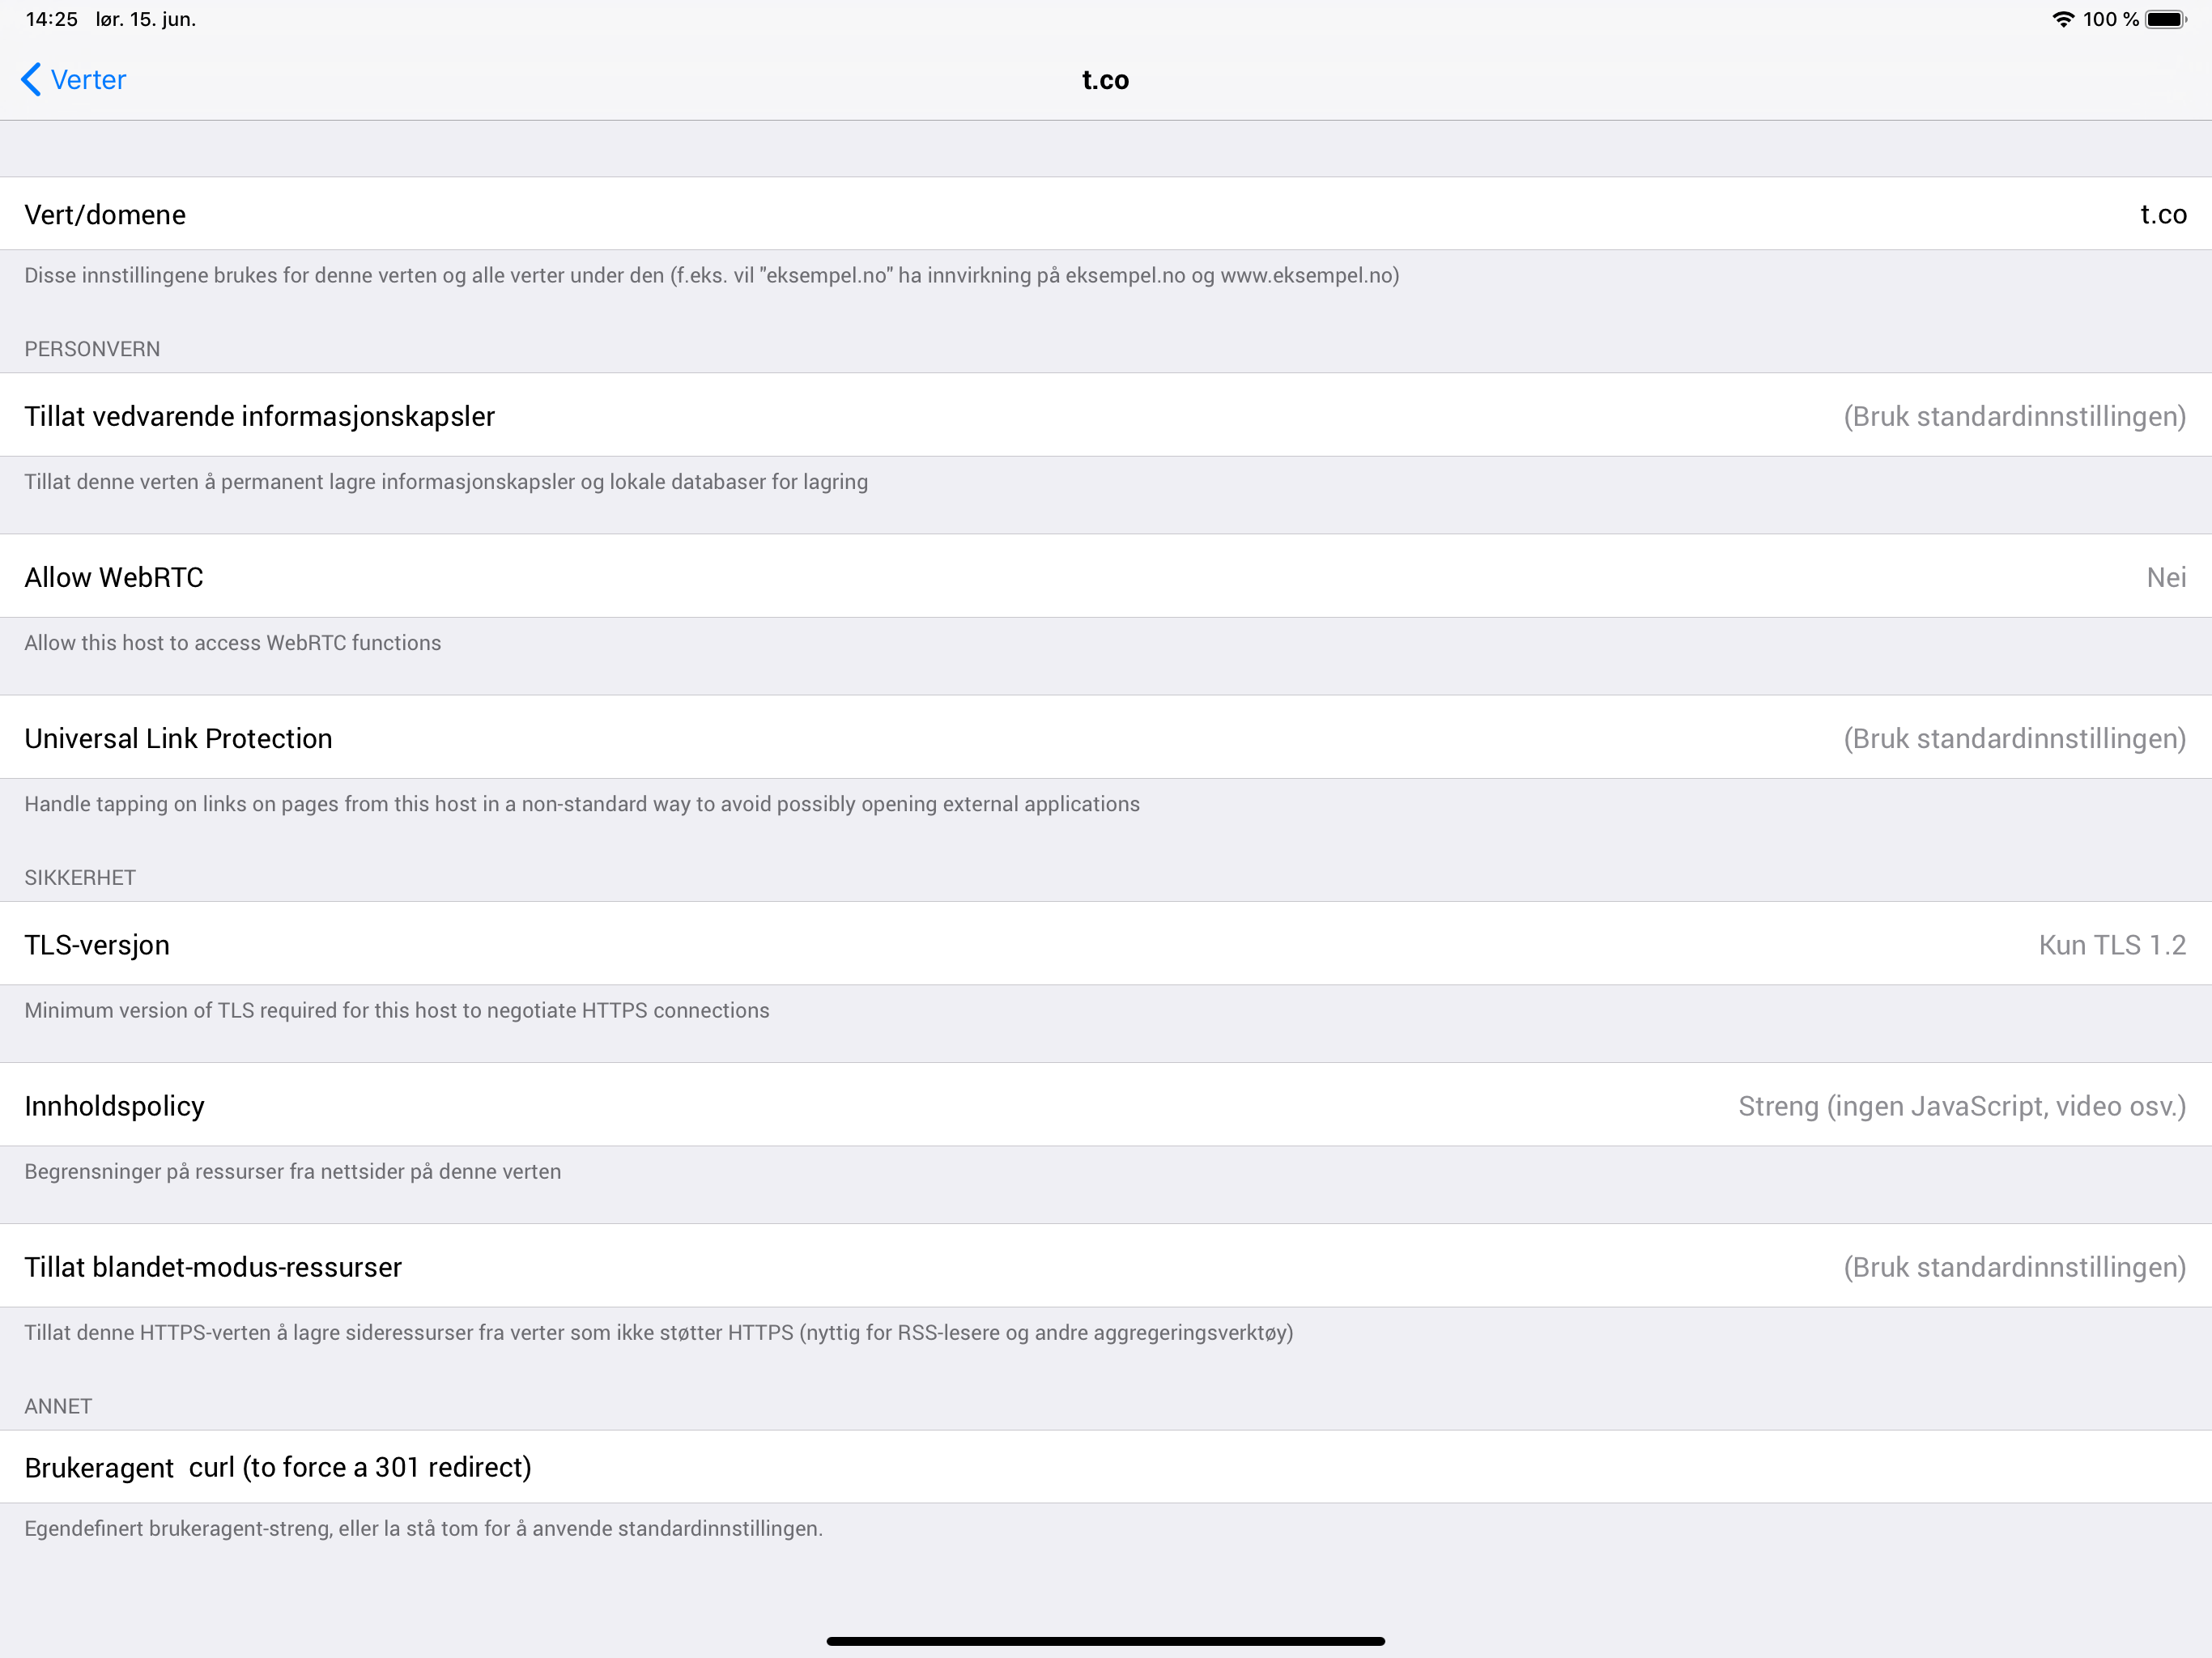 14:25 lør. 15. jun.
100 %
Verter
t.co
Vert/domene t.co
Disse innstillingene brukes for denne verten og alle verter under den (f.eks. vil "eksempel.no" ha innvirkning på eksempel.no og www.eksempel.no)
PERSONVERN
Tillat vedvarende informasjonskapsler (Bruk standardinnstillingen)
Tillat denne verten å permanent lagre informasjonskapsler og lokale databaser for lagring
Allow WebRTC Nei
Allow this host to access WebRTC functions
Universal Link Protection (Bruk standardinnstillingen)
Handle tapping on links on pages from this host in a non-standard way to avoid possibly opening external applications
SIKKERHET
TLS-versjon Kun TLS 1.2
Minimum version of TLS required for this host to negotiate HTTPS connections
Innholdspolicy Streng (ingen JavaScript, video osv.)
Begrensninger på ressurser fra nettsider på denne verten
Tillat blandet-modus-ressurser (Bruk standardinnstillingen)
Tillat denne HTTPS-verten å lagre sideressurser fra verter som ikke støtter HTTPS (nyttig for RSS-lesere og andre aggregeringsverktøy)
ANNET
Brukeragent curl (to force a 301 redirect)
Egendefinert brukeragent-streng, eller la stå tom for å anvende standardinnstillingen.